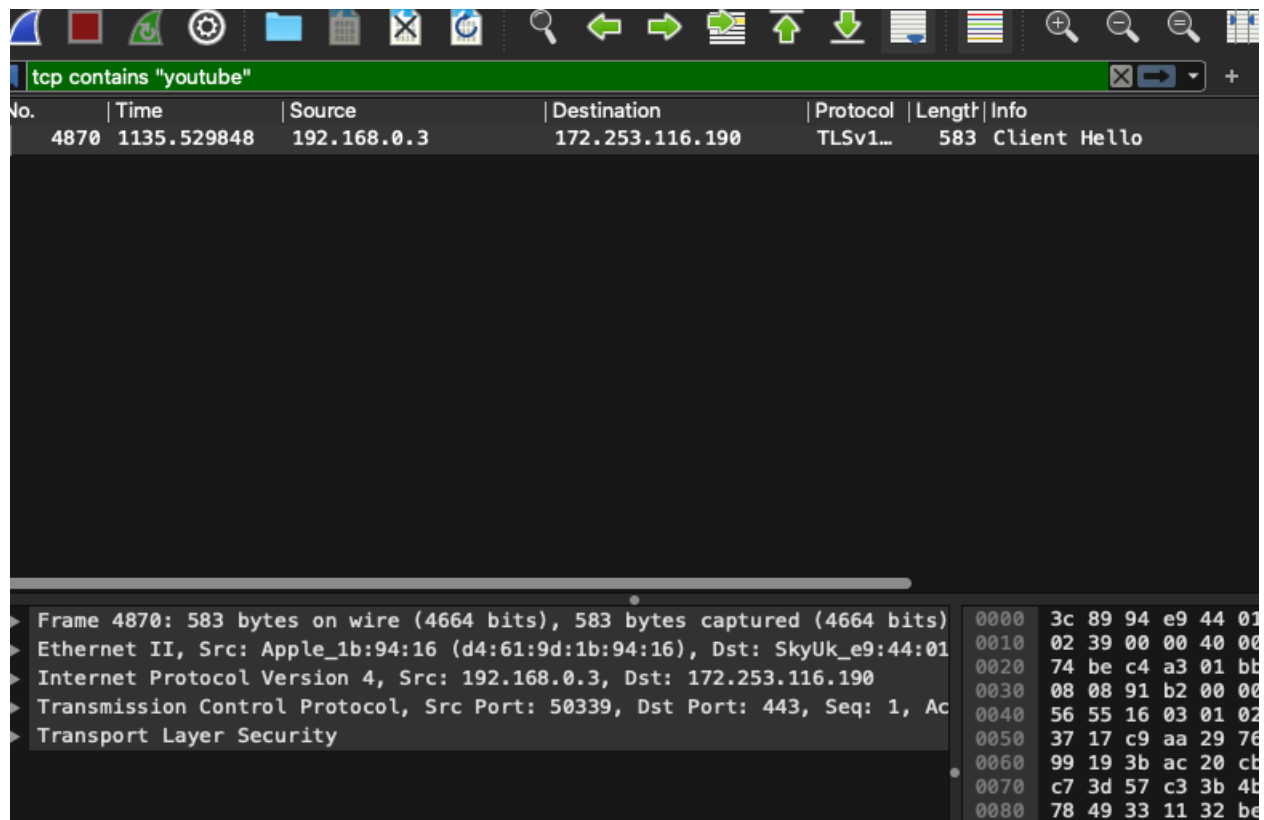 tcp contains "youtube"
No. Time Source Destination Protocol Length Info
4870 1135.529848 192.168.0.3 172.253.116.190 TLSv1… 583 Client Hello
Frame 4870: 583 bytes on wire (4664 bits), 583 bytes captured (4664 bits)
Ethernet II, Src: Apple_1b:94:16 (d4:61:9d:1b:94:16), Dst: SkyUk_e9:44:01
Internet Protocol Version 4, Src: 192.168.0.3, Dst: 172.253.116.190
Transmission Control Protocol, Src Port: 50339, Dst Port: 443, Seq: 1, Ac
Transport Layer Security
0000 3c 89 94 e9 44 01
0010 02 39 00 00 40 00
0020 74 be c4 a3 01 bb
0030 08 08 91 b2 00 00
0040 56 55 16 03 01 02
0050 37 17 c9 aa 29 76
0060 99 19 3b ac 20 cb
0070 c7 3d 57 c3 3b 4b
0080 78 49 33 11 32 be